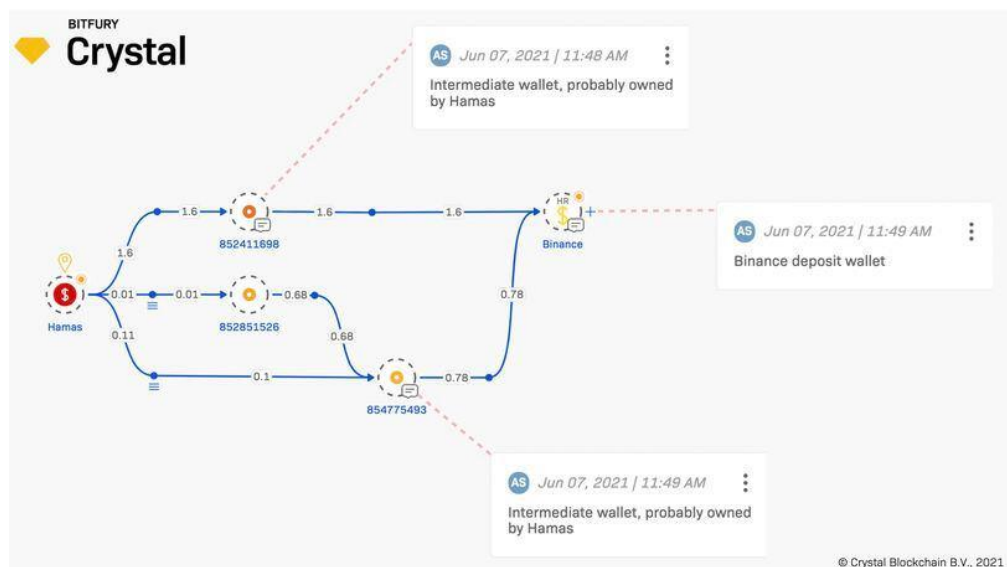 BITFURY
Crystal
AS Jun 07, 2021 | 11:48 AM
Intermediate wallet, probably owned
by Hamas
HR
$
1.6
1.6
1.6
852411698
Binance
AS Jun 07, 2021 | 11:49 AM
Binance deposit wallet
1.6
$
Hamas
0.01
0.01
0.68
0.78
852851526
0.11
0.68
0.1
0.78
854775493
AS Jun 07, 2021 | 11:49 AM
Intermediate wallet, probably owned
by Hamas
© Crystal Blockchain B.V., 2021